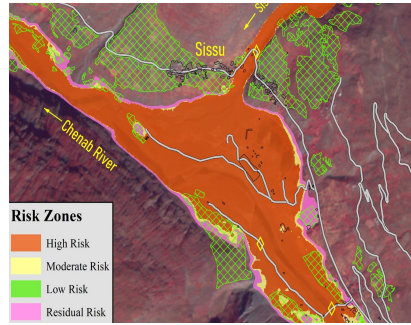 Sissu
Chenab River
Risk Zones
High Risk
Moderate Risk
Low Risk
Residual Risk